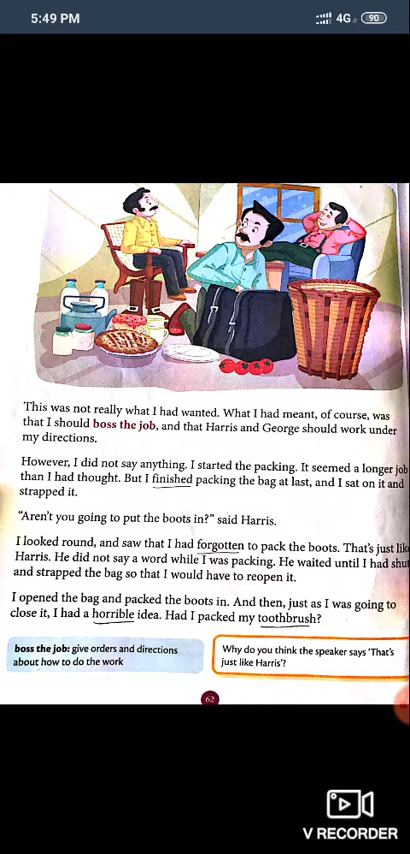 5:49 PM
4G
90
This was not really what I had wanted. What I had meant, of course, was
that I should boss the job, and that Harris and George should work under
my directions.
However, I did not say anything. I started the packing. It seemed a longer job
than I had thought. But I finished packing the bag at last, and I sat on it and
strapped it.
“Aren’t you going to put the boots in?” said Harris.
I looked round, and saw that I had forgotten to pack the boots. That’s just like
Harris. He did not say a word while I was packing. He waited until I had shut
and strapped the bag so that I would have to reopen it.
I opened the bag and packed the boots in. And then, just as I was going to
close it, I had a horrible idea. Had I packed my toothbrush?
boss the job: give orders and directions
about how to do the work
Why do you think the speaker says ‘That’s
just like Harris’?
62
V RECORDER